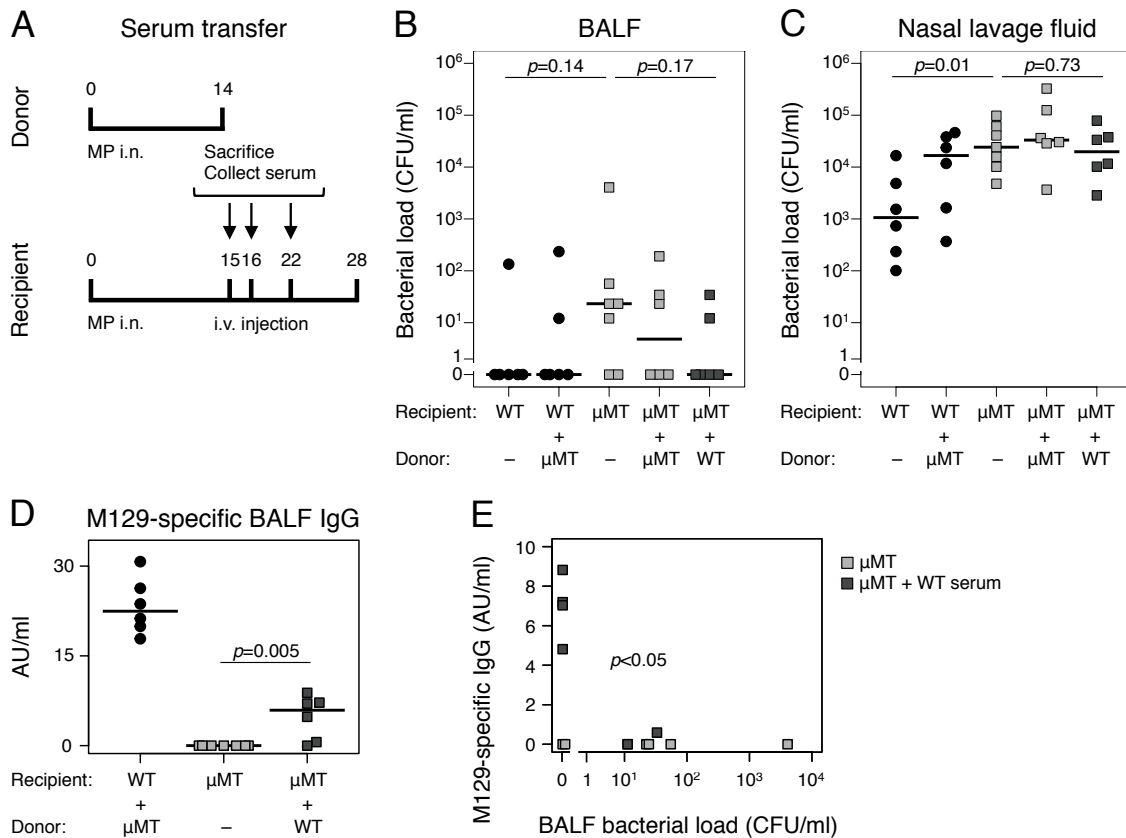 A
Serum transfer
Donor
0 14
MP i.n.
Sacrifice
Collect serum
Recipient
0 15 16 22 28
MP i.n. i.v. injection
B
BALF
Bacterial load (CFU/ml)
10⁶
10⁵
10⁴
10³
10²
10¹
1
0
p=0.14 p=0.17
Recipient: WT WT µMT µMT µMT
+ + +
Donor: – µMT – µMT WT
C
Nasal lavage fluid
Bacterial load (CFU/ml)
10⁶
10⁵
10⁴
10³
10²
10¹
1
0
p=0.01 p=0.73
Recipient: WT WT µMT µMT µMT
+ + +
Donor: – µMT – µMT WT
D
M129-specific BALF IgG
AU/ml
30
15
0
p=0.005
Recipient: WT µMT µMT
+ +
Donor: µMT – WT
E
M129-specific IgG (AU/ml)
10
8
6
4
2
0
p<0.05
0 1 10¹ 10² 10³ 10⁴
BALF bacterial load (CFU/ml)
µMT
µMT + WT serum